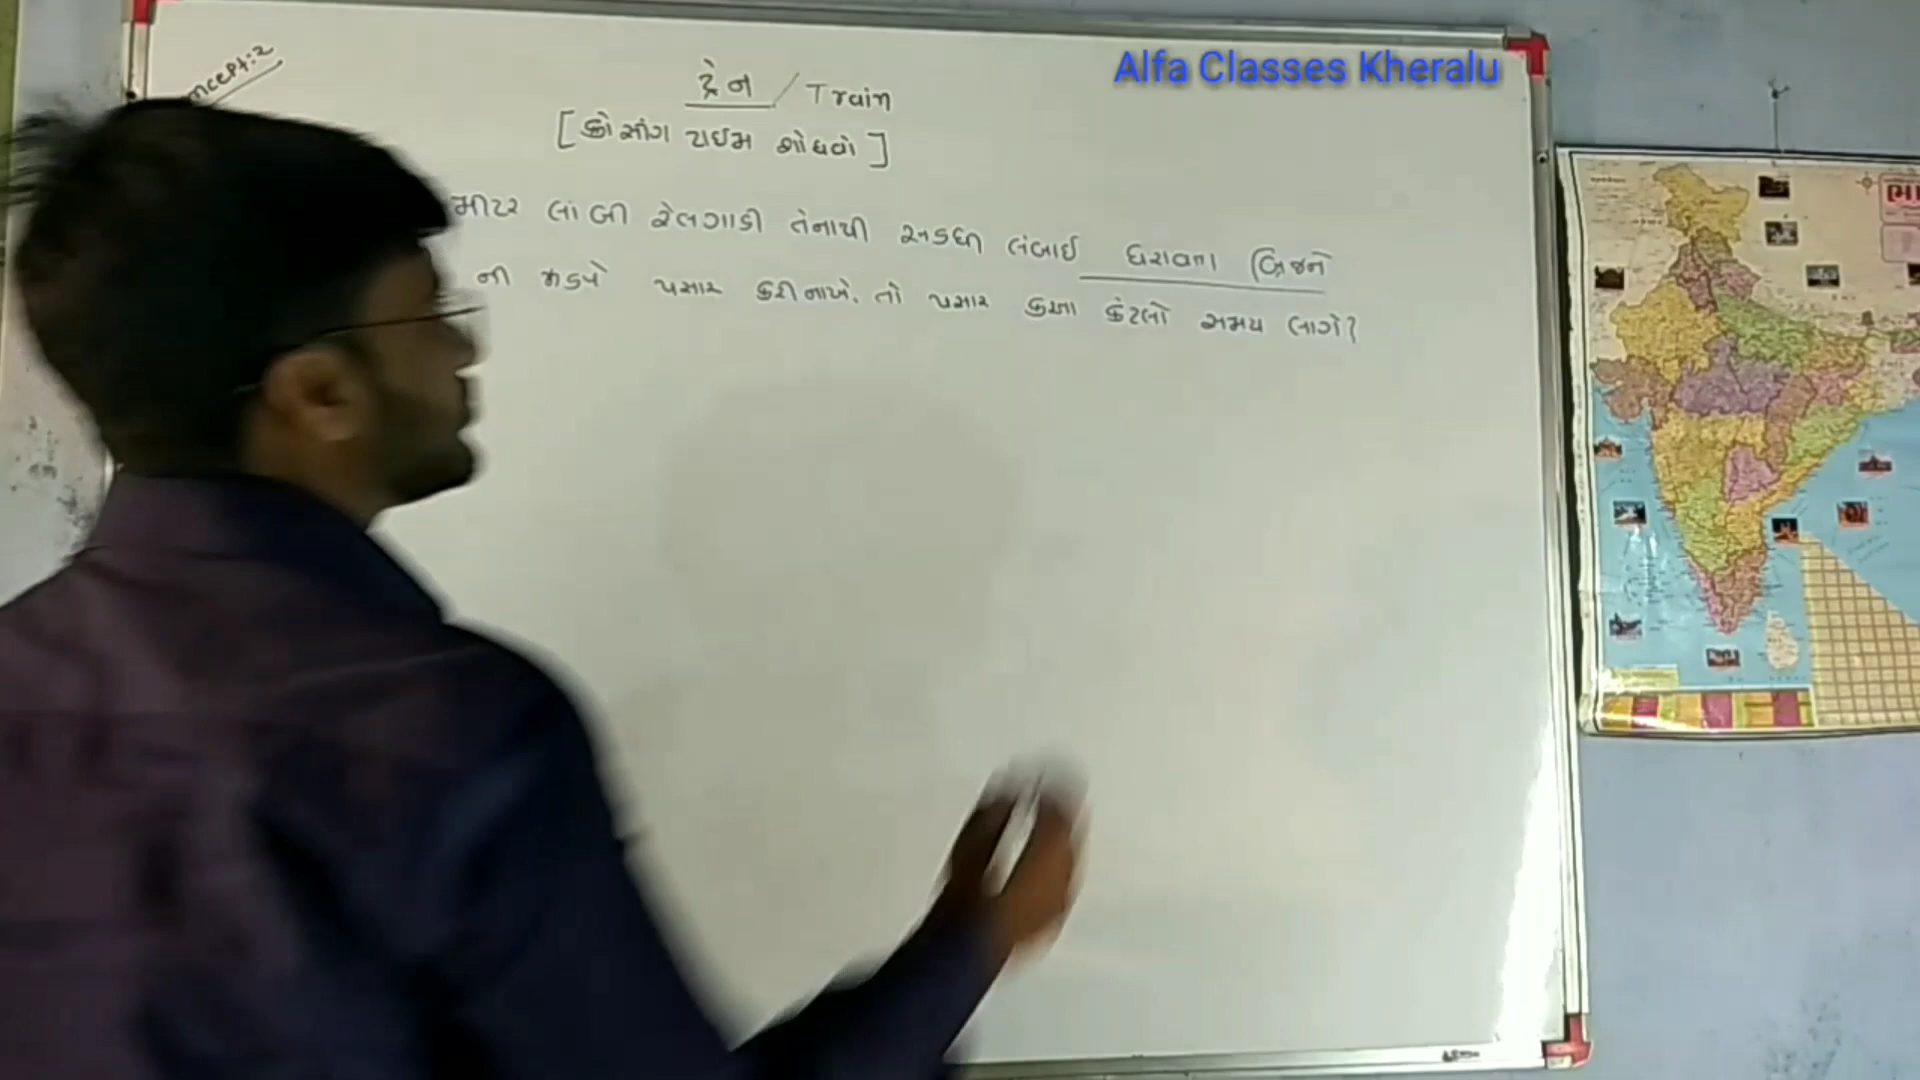 Alfa Classes Kheralu
ncept:2
ટ્રેન / Train
[ક્રોસીંગ ટાઈમ શોધવો]
મીટર લાંબી રેલગાડી તેનાથી અડધી લંબાઈ ધરાવતા બ્રિજને
ની ઝડપે પસાર કરી નાખે. તો પસાર કરતા કેટલો સમય લાગે?
ભા